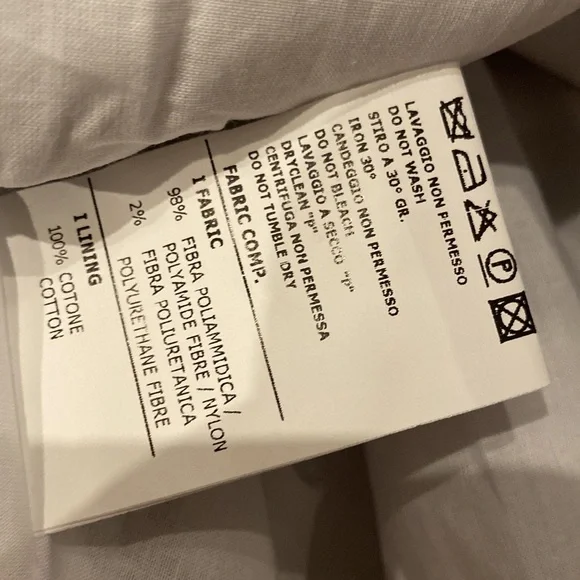 P
LAVAGGIO NON PERMESSO
DO NOT WASH
STIRO A 30° GR.
IRON 30°
CANDEGGIO NON PERMESSO
DO NOT BLEACH
LAVAGGIO A SECCO "P"
DRYCLEAN "P"
CENTRIFUGA NON PERMESSA
DO NOT TUMBLE DRY
FABRIC COMP.
1 FABRIC
98% FIBRA POLIAMMIDICA /
POLYAMIDE FIBRE / NYLON
2% FIBRA POLIURETANICA
POLYURETHANE FIBRE
1 LINING
100% COTONE
COTTON